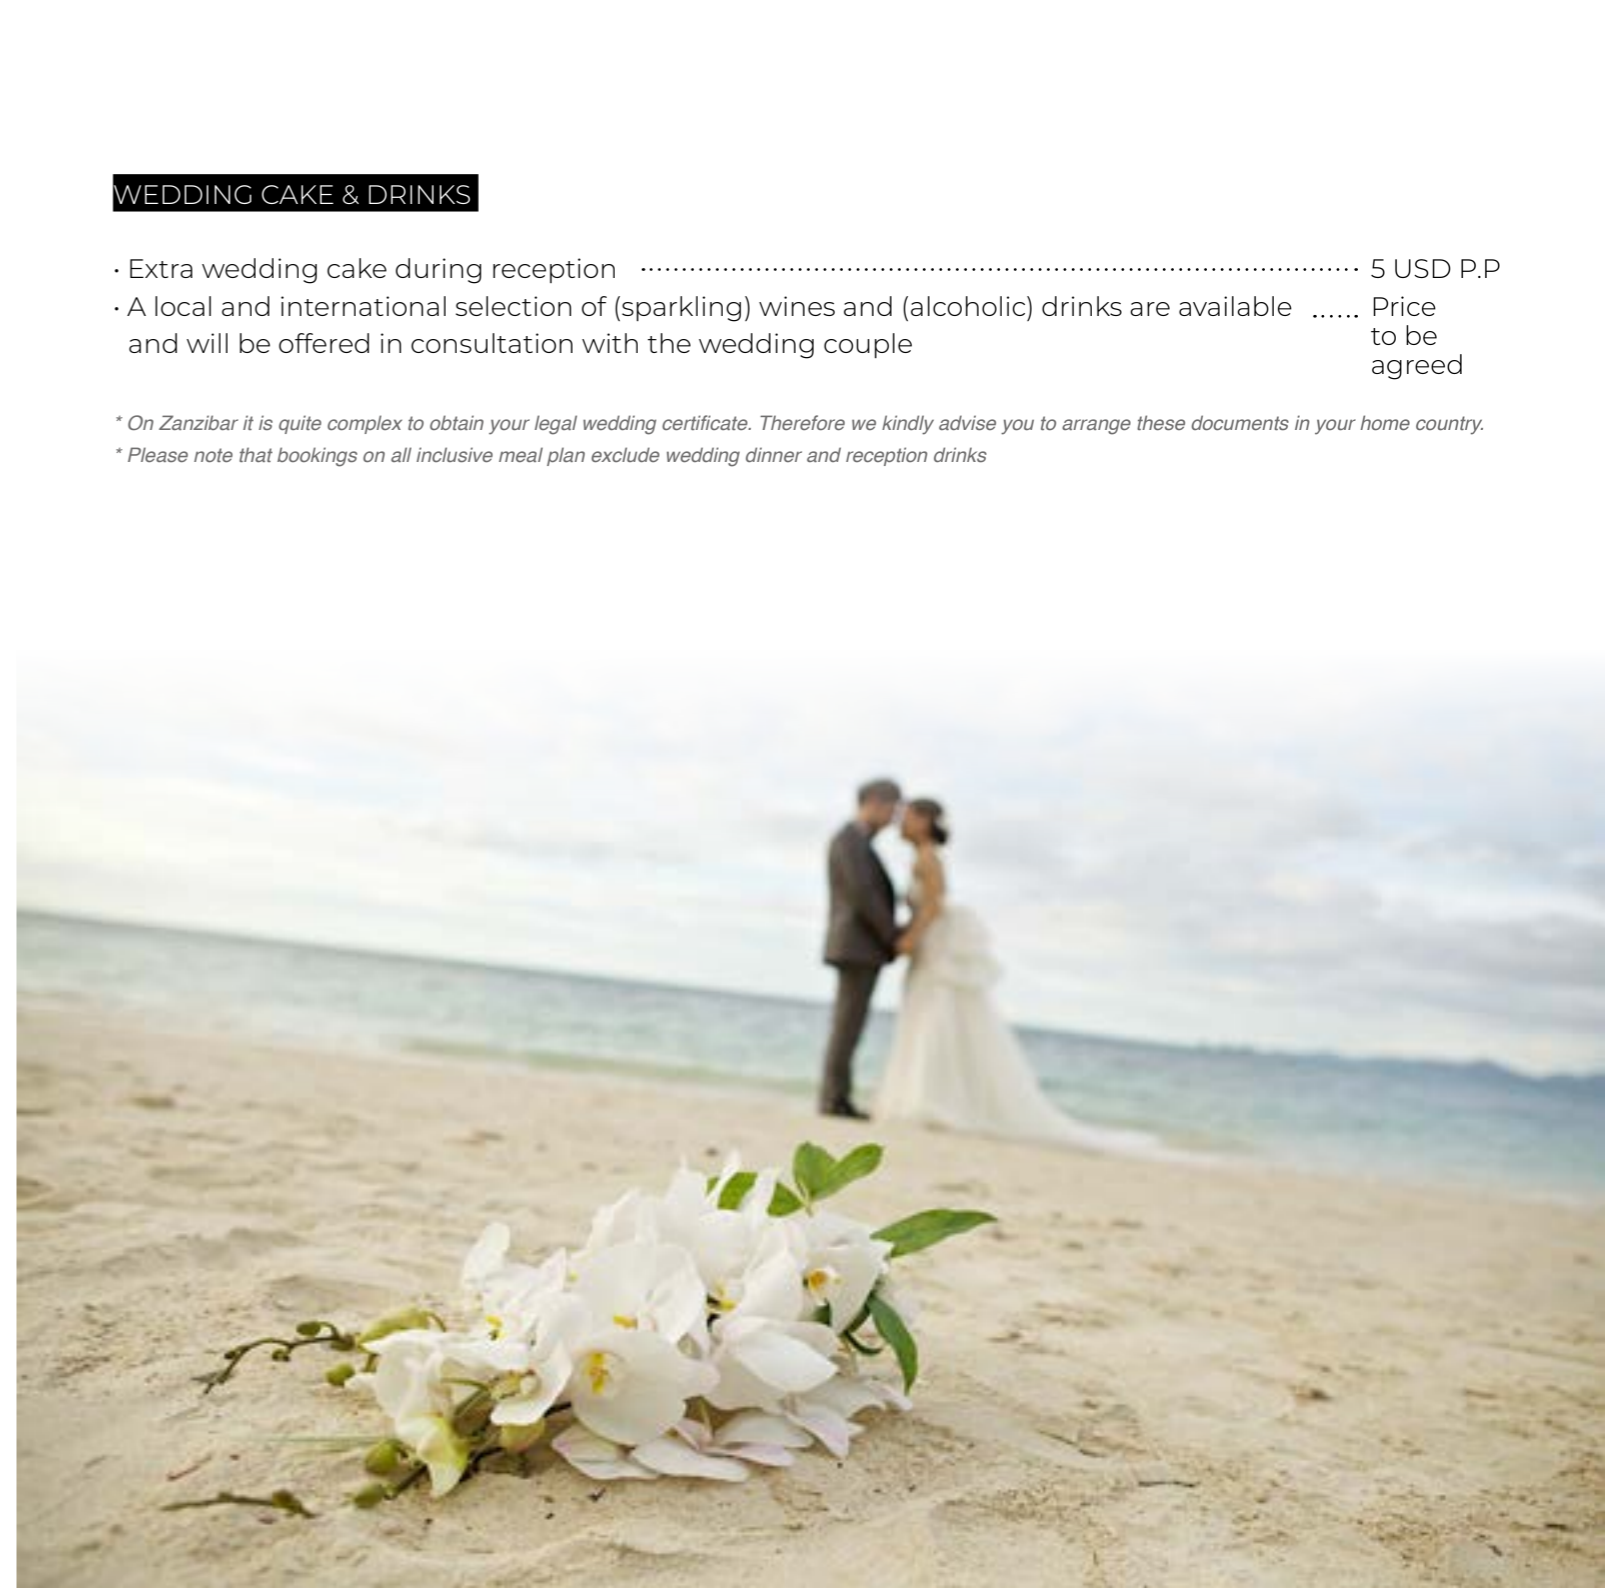 WEDDING CAKE & DRINKS
· Extra wedding cake during reception ........................ 5 USD P.P
· A local and international selection of (sparkling) wines and (alcoholic) drinks are available ...... Price
and will be offered in consultation with the wedding couple
to be
agreed
* On Zanzibar it is quite complex to obtain your legal wedding certificate. Therefore we kindly advise you to arrange these documents in your home country.
* Please note that bookings on all inclusive meal plan exclude wedding dinner and reception drinks